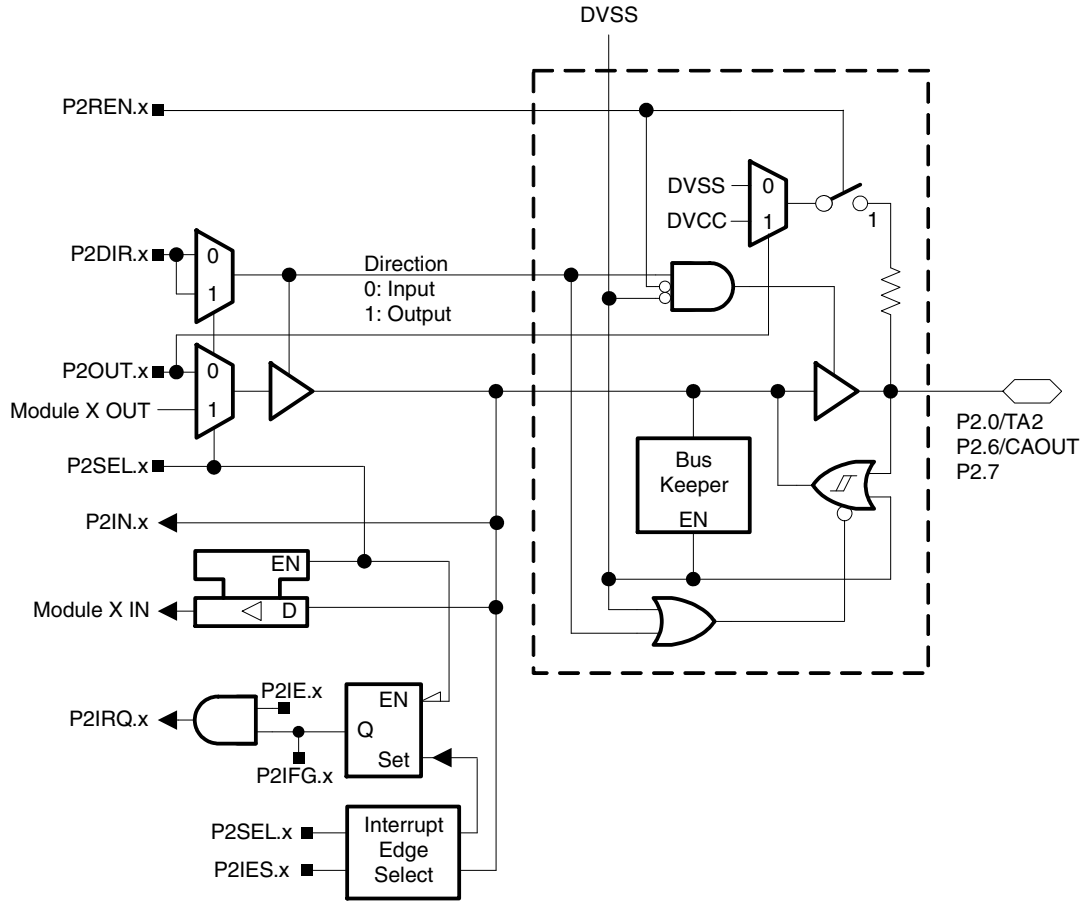 DVSS
P2REN.x
DVSS
0
DVCC
1
1
P2DIR.x
0
1
Direction
0: Input
1: Output
P2OUT.x
0
Module X OUT
1
P2.0/TA2
P2.6/CAOUT
P2.7
P2SEL.x
Bus
Keeper
EN
P2IN.x
EN
Module X IN
D
P2IE.x
EN
P2IRQ.x
Q
Set
P2IFG.x
P2SEL.x
P2IES.x
Interrupt
Edge
Select